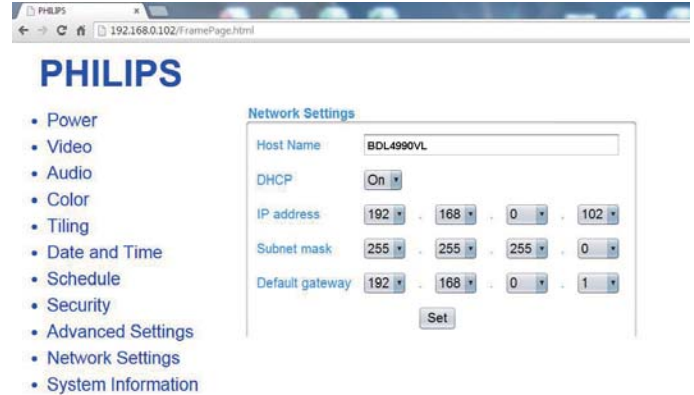 PHILIPS
192.168.0.102/FramePage.html
PHILIPS
• Power
• Video
• Audio
• Color
• Tiling
• Date and Time
• Schedule
• Security
• Advanced Settings
• Network Settings
• System Information
Network Settings
Host Name BDL4990VL
DHCP On
IP address 192 . 168 . 0 . 102
Subnet mask 255 . 255 . 255 . 0
Default gateway 192 . 168 . 0 . 1
Set